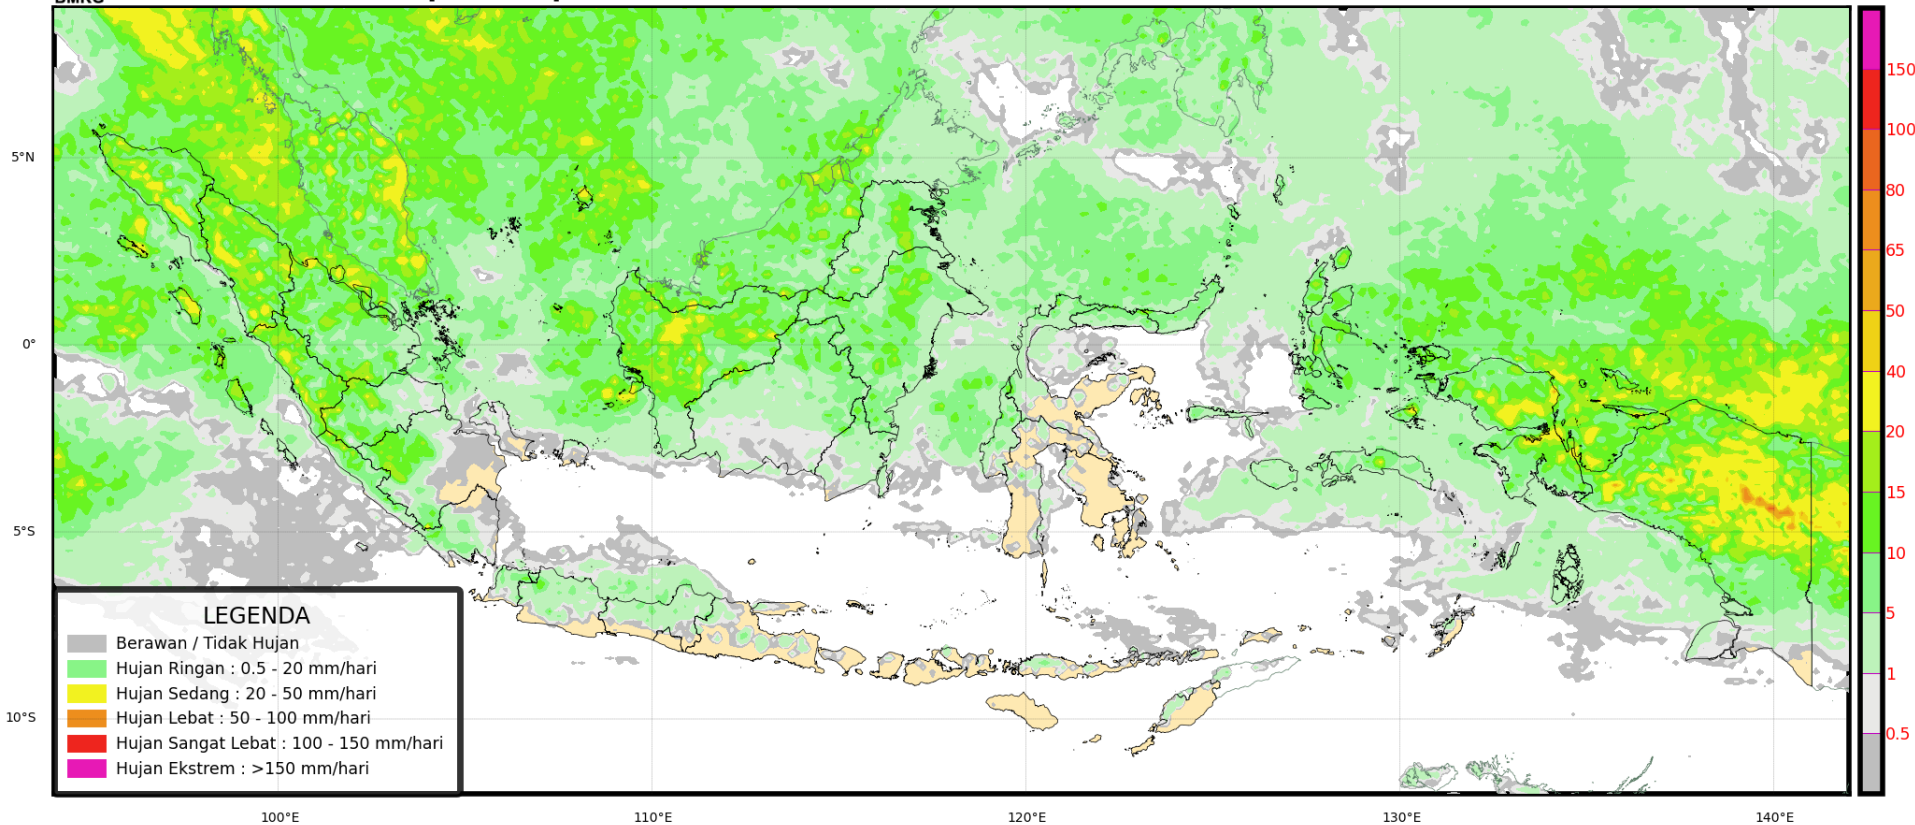 BMKG
5°N
0°
5°S
10°S
100°E
110°E
120°E
130°E
140°E
LEGENDA
Berawan / Tidak Hujan
Hujan Ringan : 0.5 - 20 mm/hari
Hujan Sedang : 20 - 50 mm/hari
Hujan Lebat : 50 - 100 mm/hari
Hujan Sangat Lebat : 100 - 150 mm/hari
Hujan Ekstrem : >150 mm/hari
150
100
80
65
50
40
20
15
10
5
1
0.5